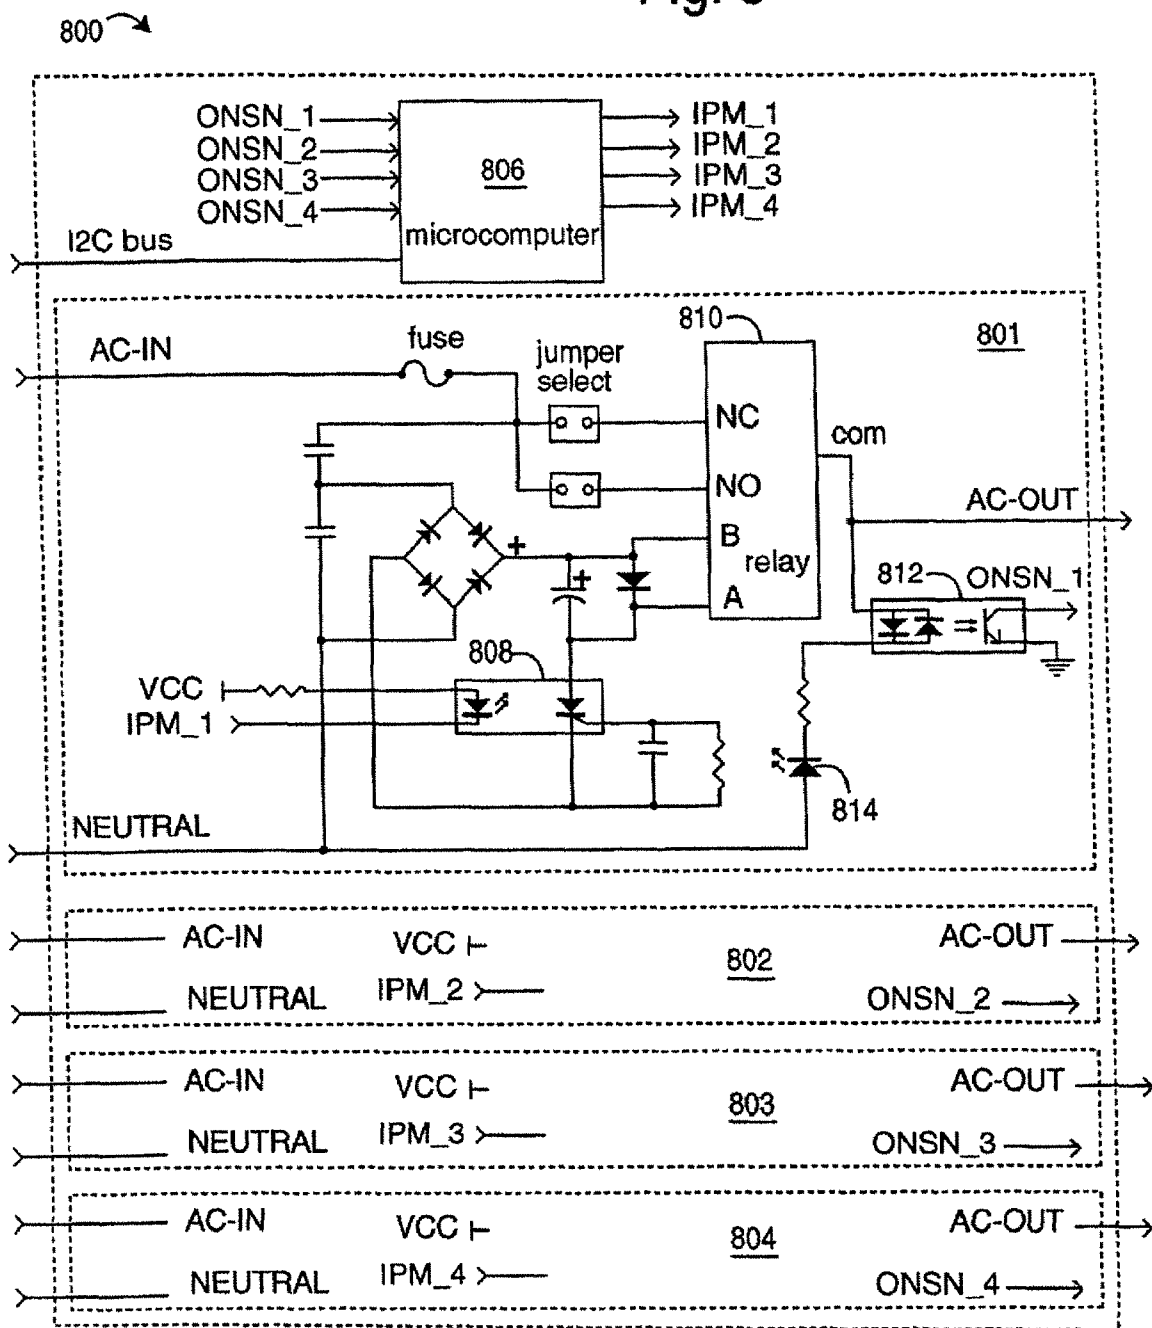 800
ONSN_1
ONSN_2
ONSN_3
ONSN_4
806
microcomputer
IPM_1
IPM_2
IPM_3
IPM_4
I2C bus
801
AC-IN
fuse
jumper
select
810
NC
NO
B
relay
A
com
AC-OUT
812
ONSN_1
808
VCC
IPM_1
814
NEUTRAL
AC-IN
VCC
802
AC-OUT
NEUTRAL
IPM_2
ONSN_2
AC-IN
VCC
803
AC-OUT
NEUTRAL
IPM_3
ONSN_3
AC-IN
VCC
804
AC-OUT
NEUTRAL
IPM_4
ONSN_4